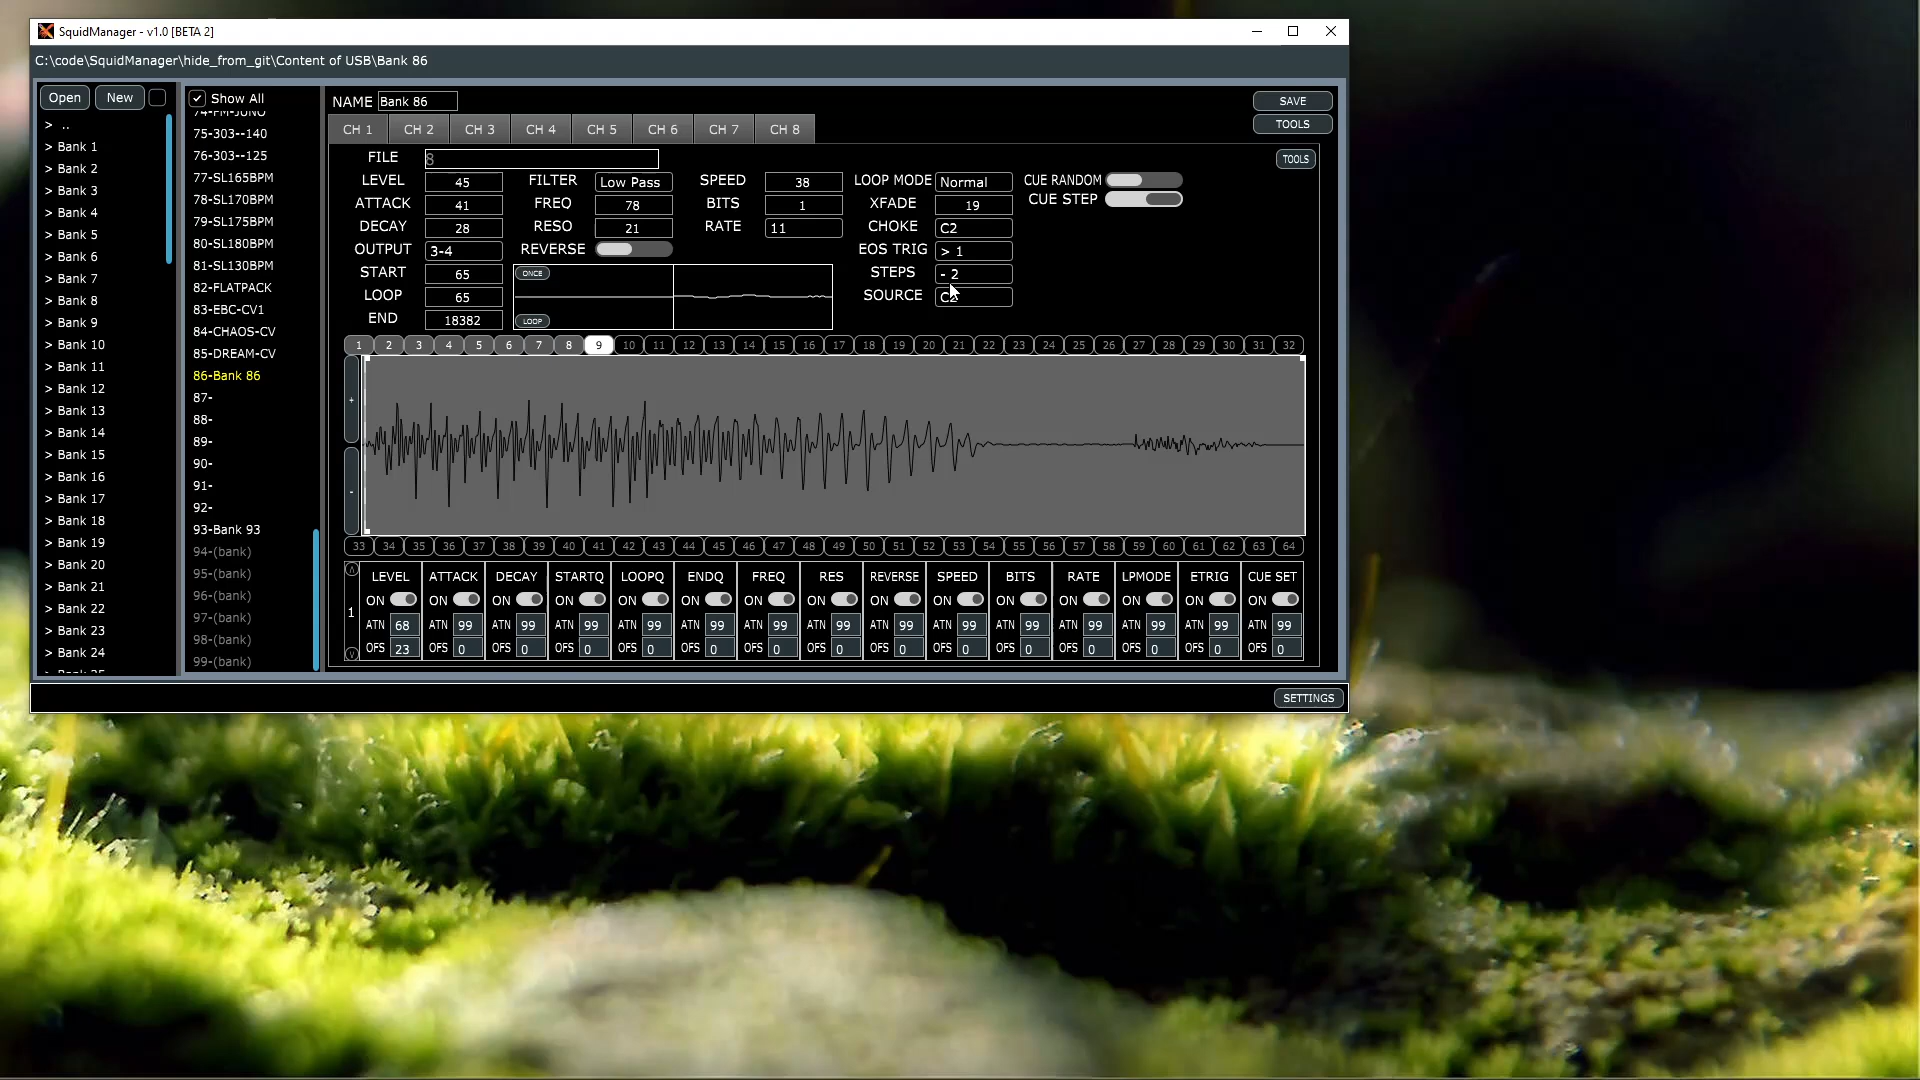 SquidManager - v1.0 [BETA 2]
C:\code\SquidManager\hide_from_git\Content of USB\Bank 86
Open New
> ..
> Bank 1
> Bank 2
> Bank 3
> Bank 4
> Bank 5
> Bank 6
> Bank 7
> Bank 8
> Bank 9
> Bank 10
> Bank 11
> Bank 12
> Bank 13
> Bank 14
> Bank 15
> Bank 16
> Bank 17
> Bank 18
> Bank 19
> Bank 20
> Bank 21
> Bank 22
> Bank 23
> Bank 24
Show All
74-FM-JUNO
75-303--140
76-303--125
77-SL165BPM
78-SL170BPM
79-SL175BPM
80-SL180BPM
81-SL130BPM
82-FLATPACK
83-EBC-CV1
84-CHAOS-CV
85-DREAM-CV
86-Bank 86
87-
88-
89-
90-
91-
92-
93-Bank 93
94-(bank)
95-(bank)
96-(bank)
97-(bank)
98-(bank)
99-(bank)
NAME Bank 86 SAVE
TOOLS
CH 1 CH 2 CH 3 CH 4 CH 5 CH 6 CH 7 CH 8
FILE 8 TOOLS
LEVEL 45 FILTER Low Pass SPEED 38 LOOP MODE Normal CUE RANDOM
ATTACK 41 FREQ 78 BITS 1 XFADE 19 CUE STEP
DECAY 28 RESO 21 RATE 11 CHOKE C2
OUTPUT 3-4 REVERSE EOS TRIG > 1
START 65 ONCE STEPS - 2
LOOP 65 SOURCE C2
END 18382 LOOP
1 2 3 4 5 6 7 8 9 10 11 12 13 14 15 16 17 18 19 20 21 22 23 24 25 26 27 28 29 30 31 32
+
-
33 34 35 36 37 38 39 40 41 42 43 44 45 46 47 48 49 50 51 52 53 54 55 56 57 58 59 60 61 62 63 64
LEVEL ATTACK DECAY STARTQ LOOPQ ENDQ FREQ RES REVERSE SPEED BITS RATE LPMODE ETRIG CUE SET
ON ON ON ON ON ON ON ON ON ON ON ON ON ON ON
1
ATN 68 ATN 99 ATN 99 ATN 99 ATN 99 ATN 99 ATN 99 ATN 99 ATN 99 ATN 99 ATN 99 ATN 99 ATN 99 ATN 99 ATN 99
OFS 23 OFS 0 OFS 0 OFS 0 OFS 0 OFS 0 OFS 0 OFS 0 OFS 0 OFS 0 OFS 0 OFS 0 OFS 0 OFS 0 OFS 0
SETTINGS